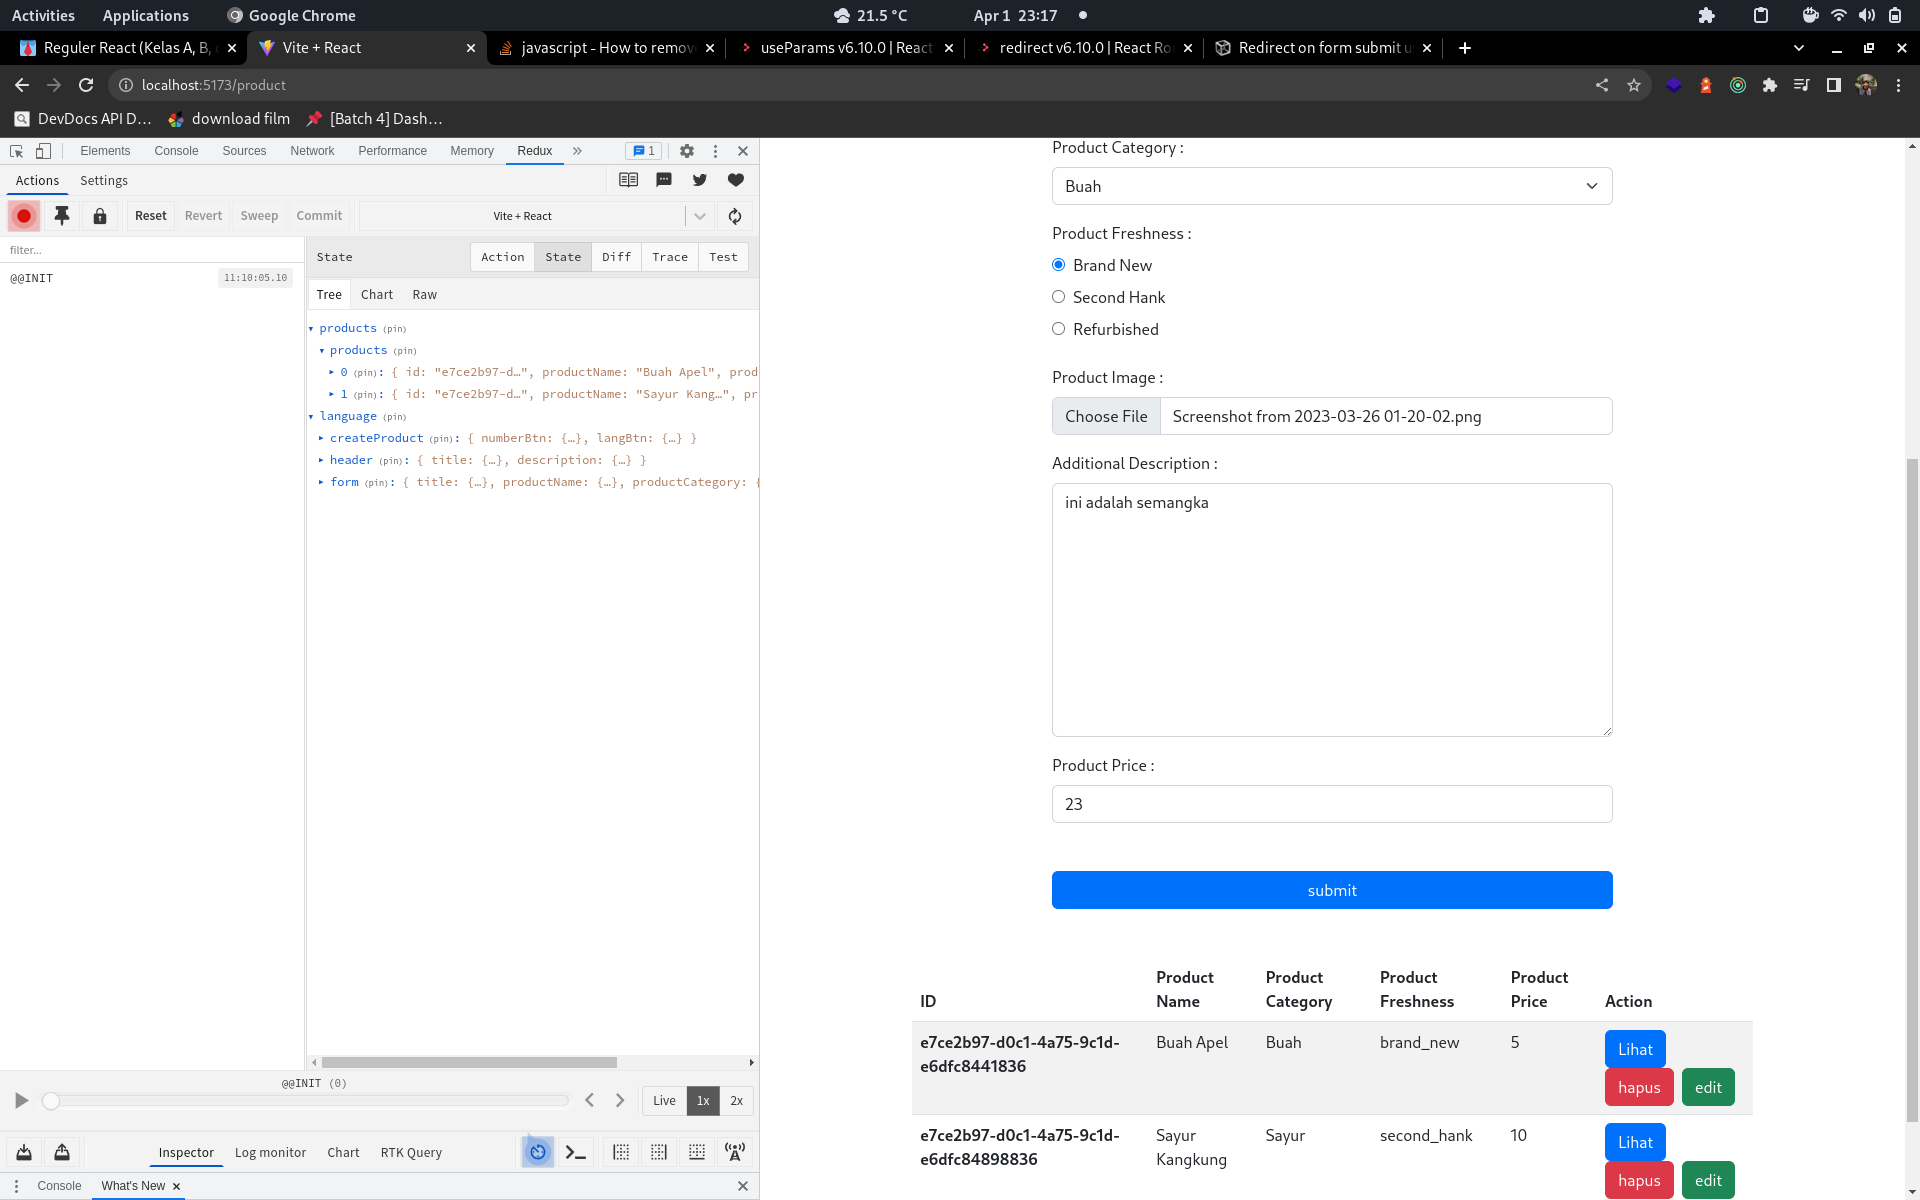 Activities Applications Google Chrome 21.5 °C Apr 1 23:17
Reguler React (Kelas A, B, Vite + React javascript - How to remov useParams v6.10.0 | React redirect v6.10.0 | React Ro Redirect on form submit u
localhost:5173/product
DevDocs API D... download film [Batch 4] Dash...
Elements Console Sources Network Performance Memory Redux » 1
Actions Settings
Reset Revert Sweep Commit Vite + React
filter...
@@INIT 11:10:05.10
State Action State Diff Trace Test
Tree Chart Raw
products (pin)
products (pin)
0 (pin): { id: "e7ce2b97-d…", productName: "Buah Apel", prod
1 (pin): { id: "e7ce2b97-d…", productName: "Sayur Kang…", pr
language (pin)
createProduct (pin): { numberBtn: {…}, langBtn: {…} }
header (pin): { title: {…}, description: {…} }
form (pin): { title: {…}, productName: {…}, productCategory: {
@@INIT (0)
Live 1x 2x
Inspector Log monitor Chart RTK Query
Console What's New
Product Category :
Buah
Product Freshness :
Brand New
Second Hank
Refurbished
Product Image :
Choose File Screenshot from 2023-03-26 01-20-02.png
Additional Description :
ini adalah semangka
Product Price :
23
submit
ID Product Name Product Category Product Freshness Product Price Action
e7ce2b97-d0c1-4a75-9c1d-e6dfc8441836 Buah Apel Buah brand_new 5 Lihat
hapus edit
e7ce2b97-d0c1-4a75-9c1d-e6dfc84898836 Sayur Kangkung Sayur second_hank 10 Lihat
hapus edit